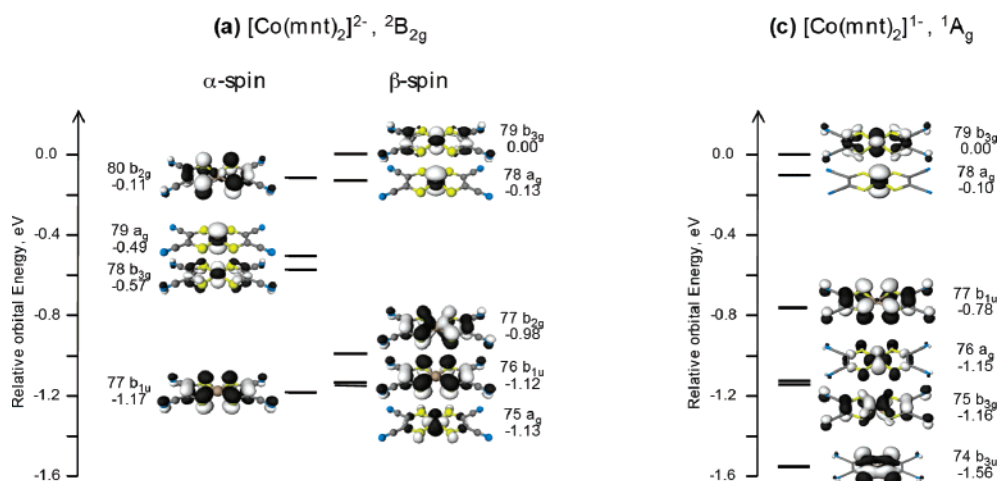 (a) [Co(mnt)₂]²⁻, ²B₂g
α-spin
β-spin
Relative orbital Energy, eV
0.0
-0.4
-0.8
-1.2
-1.6
80 b₂g
-0.11
79 ag
-0.49
78 b₃g
-0.57
77 b₁u
-1.17
79 b₃g
0.00
78 ag
-0.13
77 b₂g
-0.98
76 b₁u
-1.12
75 ag
-1.13
(c) [Co(mnt)₂]¹⁻, ¹Ag
Relative orbital Energy, eV
0.0
-0.4
-0.8
-1.2
-1.6
79 b₃g
0.00
78 ag
-0.10
77 b₁u
-0.78
76 ag
-1.15
75 b₃g
-1.16
74 b₃u
-1.56